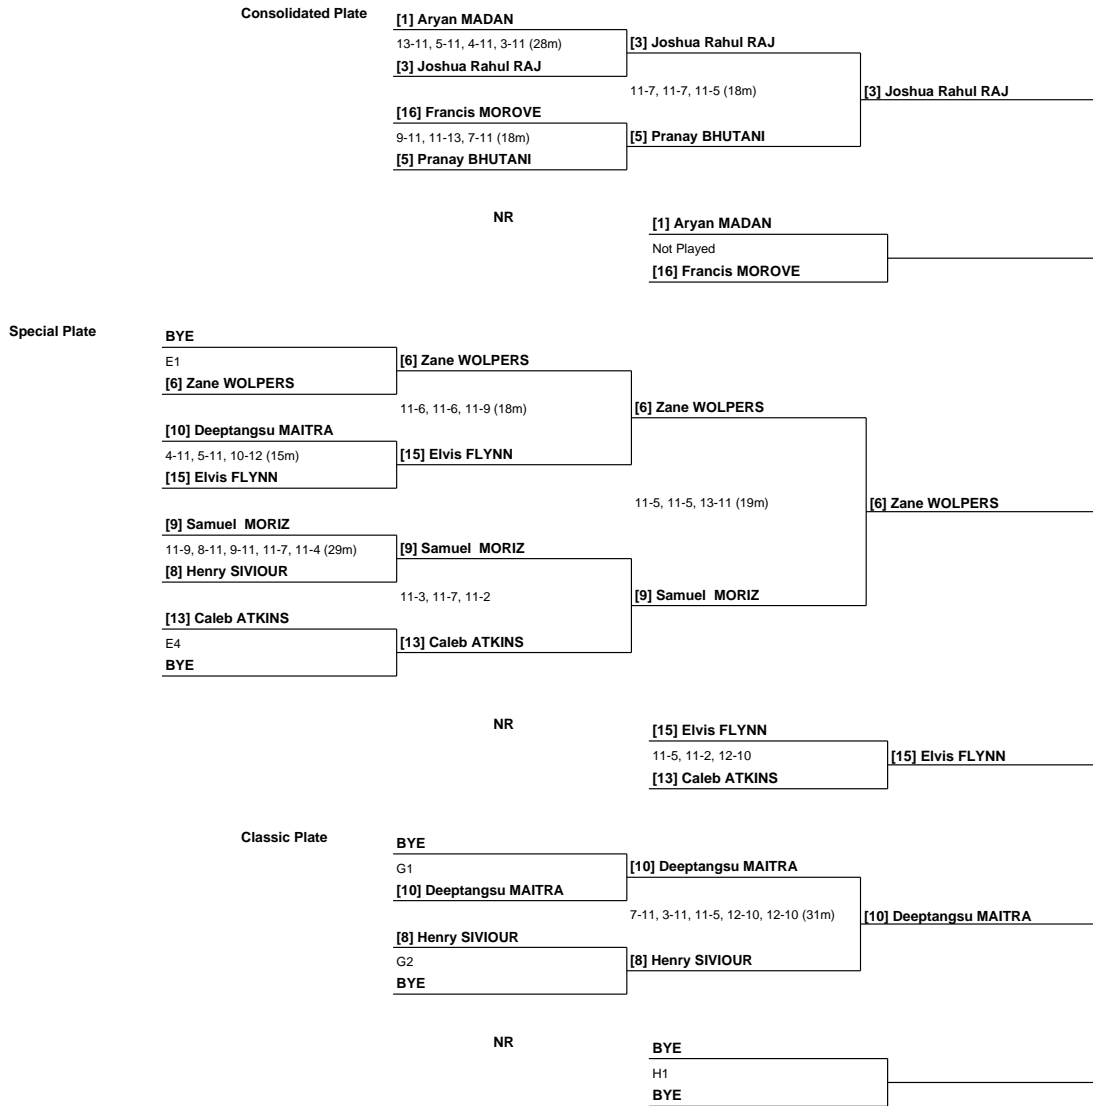 Consolidated Plate
[1] Aryan MADAN
13-11, 5-11, 4-11, 3-11 (28m)
[3] Joshua Rahul RAJ
[3] Joshua Rahul RAJ
11-7, 11-7, 11-5 (18m)
[3] Joshua Rahul RAJ
[16] Francis MOROVE
9-11, 11-13, 7-11 (18m)
[5] Pranay BHUTANI
[5] Pranay BHUTANI
NR
[1] Aryan MADAN
Not Played
[16] Francis MOROVE
Special Plate
BYE
E1
[6] Zane WOLPERS
[6] Zane WOLPERS
11-6, 11-6, 11-9 (18m)
[6] Zane WOLPERS
[10] Deeptangsu MAITRA
4-11, 5-11, 10-12 (15m)
[15] Elvis FLYNN
[15] Elvis FLYNN
11-5, 11-5, 13-11 (19m)
[6] Zane WOLPERS
[9] Samuel  MORIZ
11-9, 8-11, 9-11, 11-7, 11-4 (29m)
[9] Samuel  MORIZ
[8] Henry SIVIOUR
11-3, 11-7, 11-2
[9] Samuel  MORIZ
[13] Caleb ATKINS
E4
[13] Caleb ATKINS
BYE
NR
[15] Elvis FLYNN
11-5, 11-2, 12-10
[15] Elvis FLYNN
[13] Caleb ATKINS
Classic Plate
BYE
G1
[10] Deeptangsu MAITRA
[10] Deeptangsu MAITRA
7-11, 3-11, 11-5, 12-10, 12-10 (31m)
[10] Deeptangsu MAITRA
[8] Henry SIVIOUR
G2
[8] Henry SIVIOUR
BYE
NR
BYE
H1
BYE